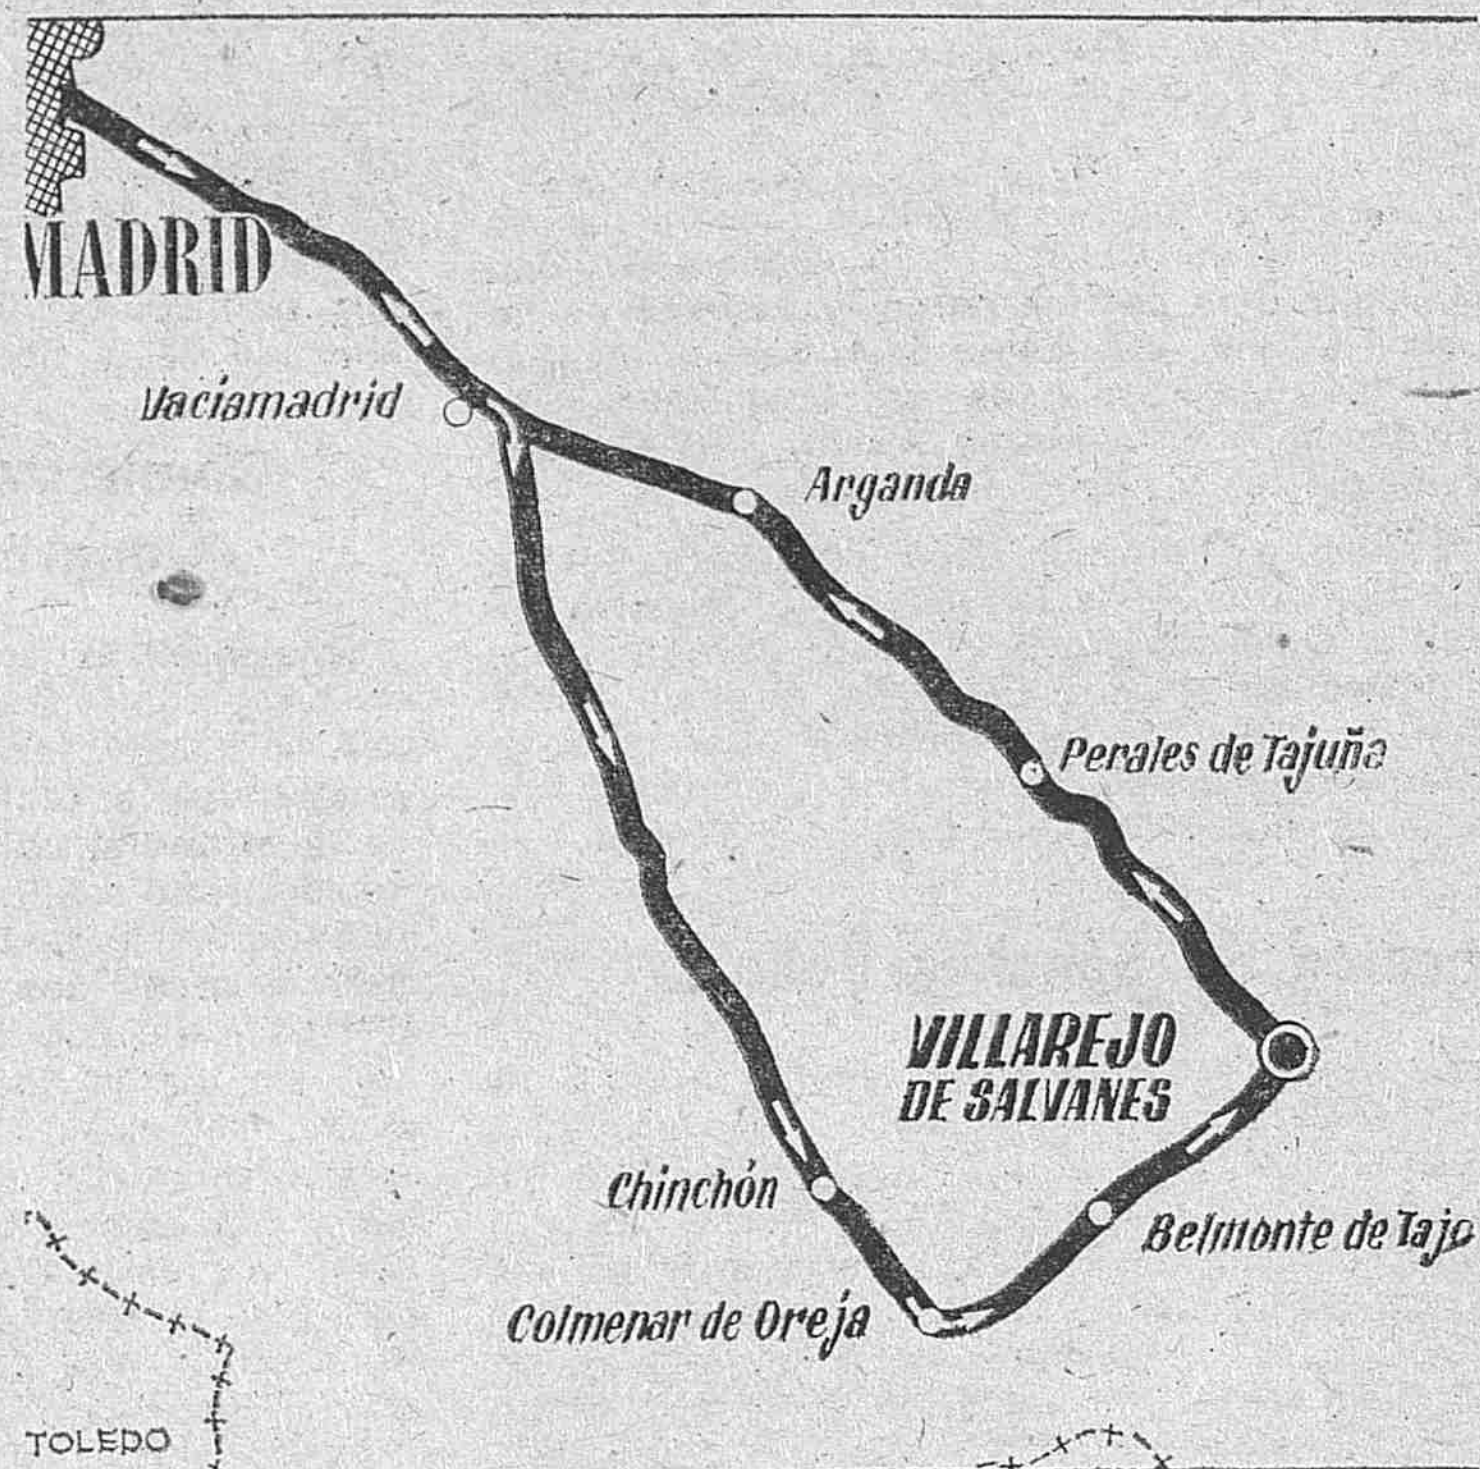 MADRID
Vaciamadrid
Arganda
Perales de Tajuña
VILLAREJO
DE SALVANES
Chinchón
Belmonte de Tajo
Colmenar de Oreja
TOLEDO